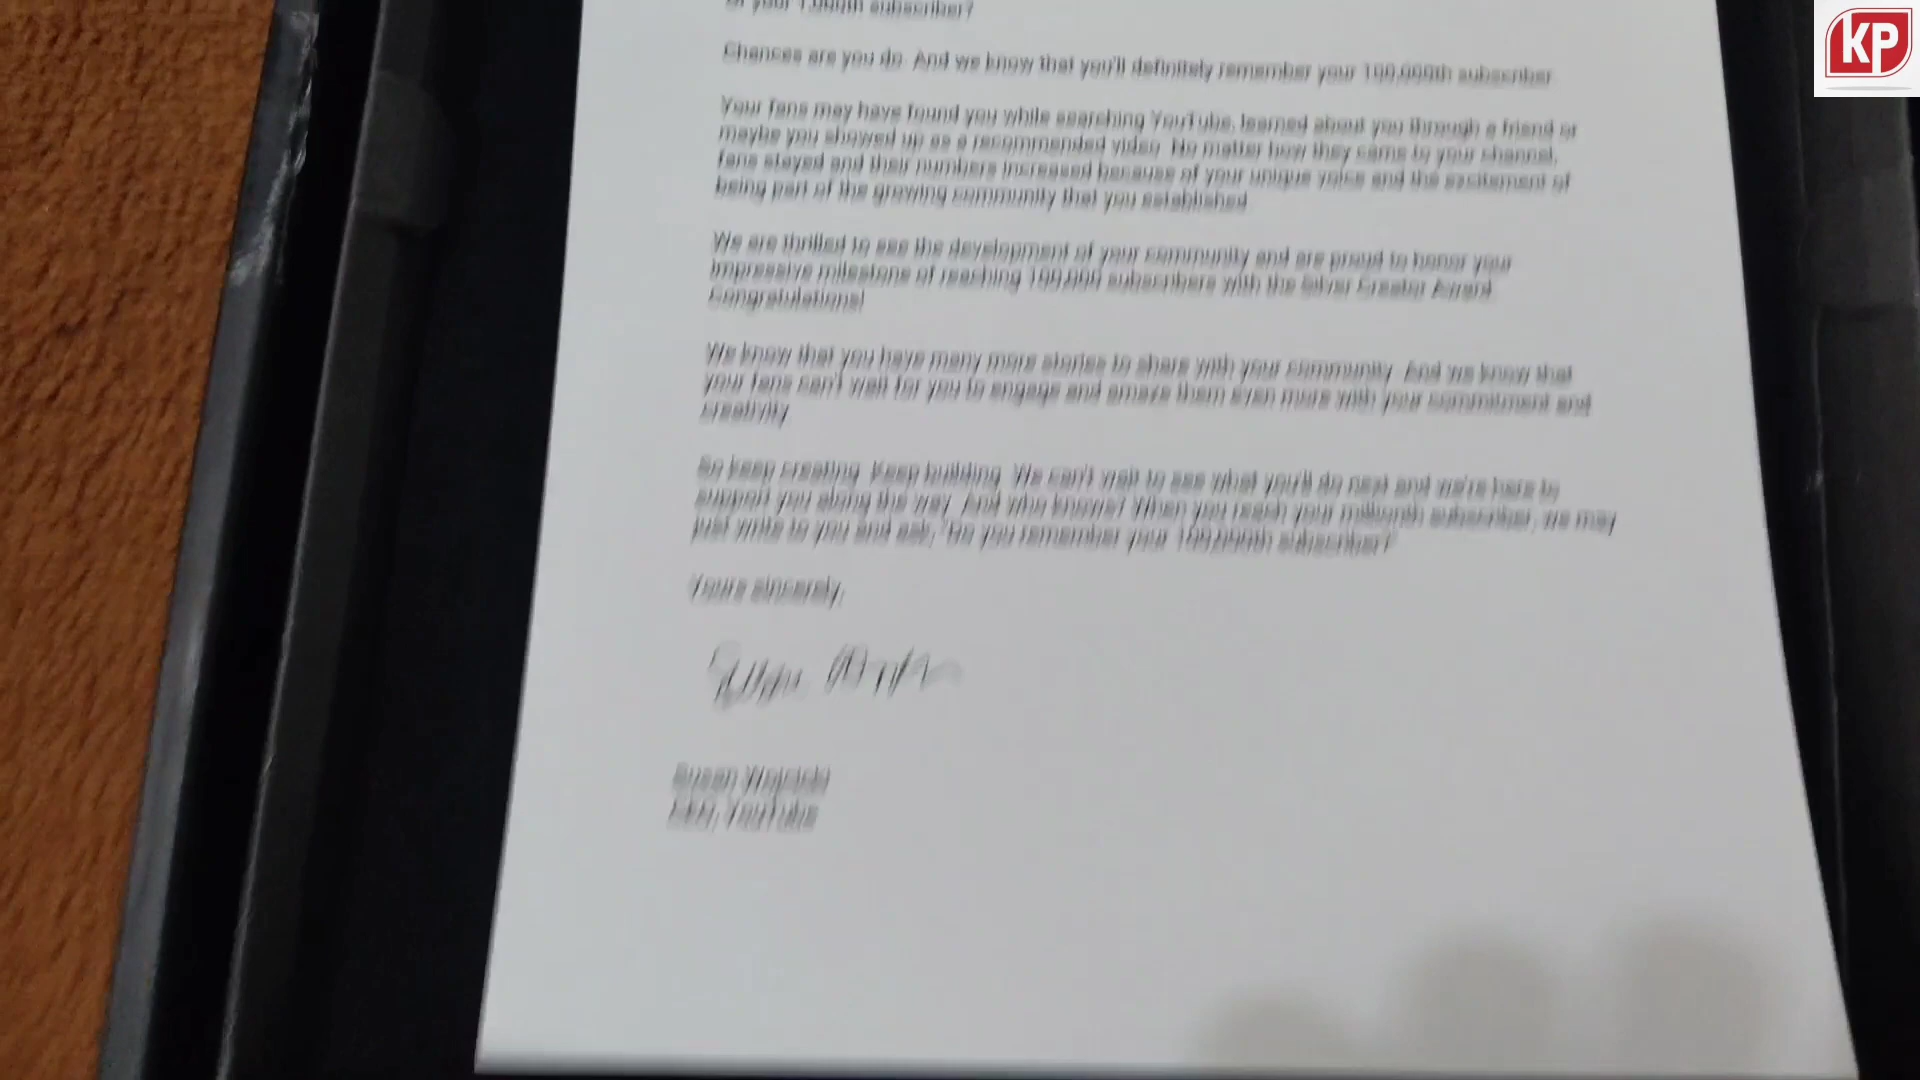 of your 1,000th subscriber?
Chances are you do. And we know that you'll definitely remember your 100,000th subscriber.
Your fans may have found you while searching YouTube, learned about you through a friend or
maybe you showed up as a recommended video. No matter how they came to your channel,
fans stayed and their numbers increased because of your unique voice and the excitement of
being part of the growing community that you established.
We are thrilled to see the development of your community and are proud to honor your
impressive milestone of reaching 100,000 subscribers with the Silver Creator Award.
Congratulations!
We know that you have many more stories to share with your community. And we know that
your fans can't wait for you to engage and amaze them even more with your commitment and
creativity.
So keep creating. Keep building. We can't wait to see what you'll do next and we're here to
support you along the way. And who knows? When you reach your millionth subscriber, we may
just write to you and ask, "Do you remember your 100,000th subscriber?"
Yours sincerely,
Susan Wojcicki
CEO, YouTube
KP